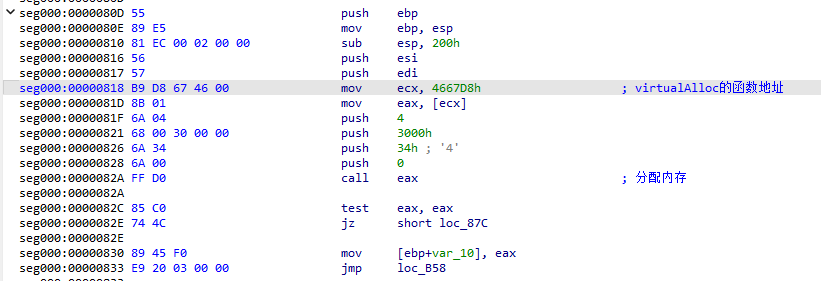 seg000:0000080D 55 push ebp
seg000:0000080E 89 E5 mov ebp, esp
seg000:00000810 81 EC 00 02 00 00 sub esp, 200h
seg000:00000816 56 push esi
seg000:00000817 57 push edi
seg000:00000818 B9 D8 67 46 00 mov ecx, 4667D8h ; virtualAlloc的函数地址
seg000:0000081D 8B 01 mov eax, [ecx]
seg000:0000081F 6A 04 push 4
seg000:00000821 68 00 30 00 00 push 3000h
seg000:00000826 6A 34 push 34h ; '4'
seg000:00000828 6A 00 push 0
seg000:0000082A FF D0 call eax ; 分配内存
seg000:0000082A
seg000:0000082C 85 C0 test eax, eax
seg000:0000082E 74 4C jz short loc_87C
seg000:0000082E
seg000:00000830 89 45 F0 mov [ebp+var_10], eax
seg000:00000833 E9 20 03 00 00 jmp loc_B58